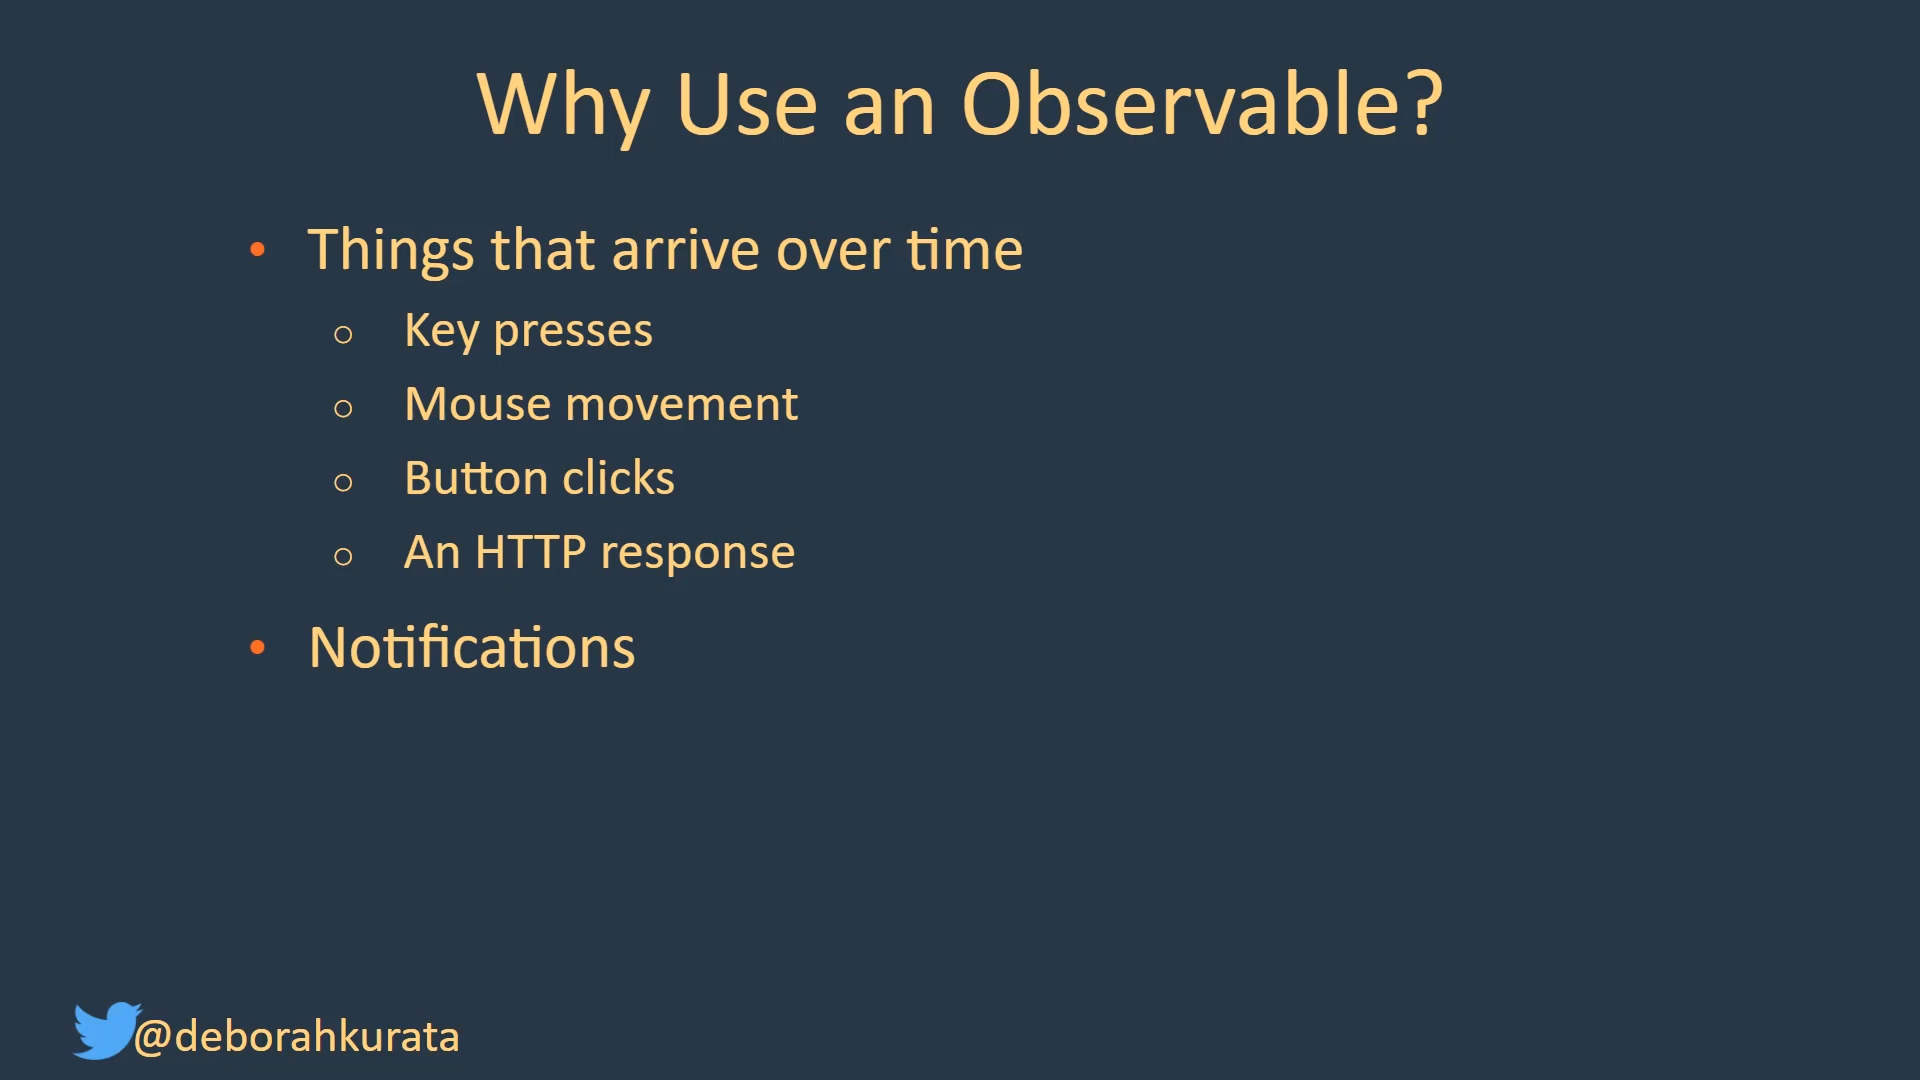 Why Use an Observable?
• Things that arrive over time
○ Key presses
○ Mouse movement
○ Button clicks
○ An HTTP response
• Notifications
@deborahkurata